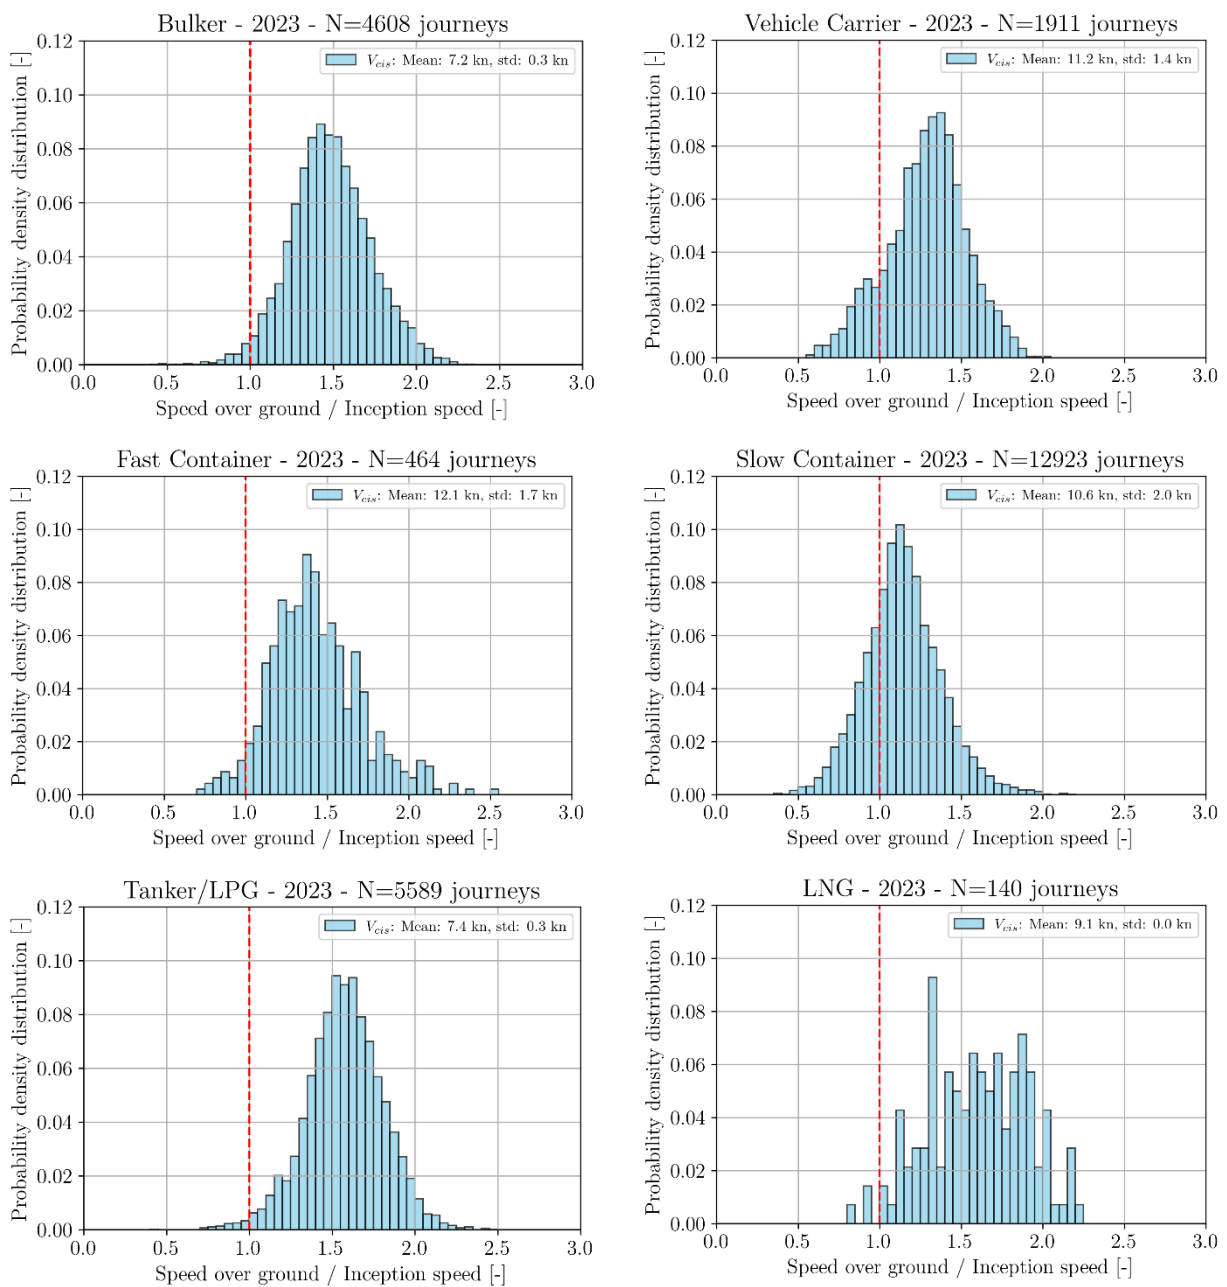 Bulker - 2023 - N=4608 journeys
V_cis: Mean: 7.2 kn, std: 0.3 kn
Probability density distribution [-]
0.12
0.10
0.08
0.06
0.04
0.02
0.00
0.0 0.5 1.0 1.5 2.0 2.5 3.0
Speed over ground / Inception speed [-]
Vehicle Carrier - 2023 - N=1911 journeys
V_cis: Mean: 11.2 kn, std: 1.4 kn
Probability density distribution [-]
0.12
0.10
0.08
0.06
0.04
0.02
0.00
0.0 0.5 1.0 1.5 2.0 2.5 3.0
Speed over ground / Inception speed [-]
Fast Container - 2023 - N=464 journeys
V_cis: Mean: 12.1 kn, std: 1.7 kn
Probability density distribution [-]
0.12
0.10
0.08
0.06
0.04
0.02
0.00
0.0 0.5 1.0 1.5 2.0 2.5 3.0
Speed over ground / Inception speed [-]
Slow Container - 2023 - N=12923 journeys
V_cis: Mean: 10.6 kn, std: 2.0 kn
Probability density distribution [-]
0.12
0.10
0.08
0.06
0.04
0.02
0.00
0.0 0.5 1.0 1.5 2.0 2.5 3.0
Speed over ground / Inception speed [-]
Tanker/LPG - 2023 - N=5589 journeys
V_cis: Mean: 7.4 kn, std: 0.3 kn
Probability density distribution [-]
0.12
0.10
0.08
0.06
0.04
0.02
0.00
0.0 0.5 1.0 1.5 2.0 2.5 3.0
Speed over ground / Inception speed [-]
LNG - 2023 - N=140 journeys
V_cis: Mean: 9.1 kn, std: 0.0 kn
Probability density distribution [-]
0.12
0.10
0.08
0.06
0.04
0.02
0.00
0.0 0.5 1.0 1.5 2.0 2.5 3.0
Speed over ground / Inception speed [-]